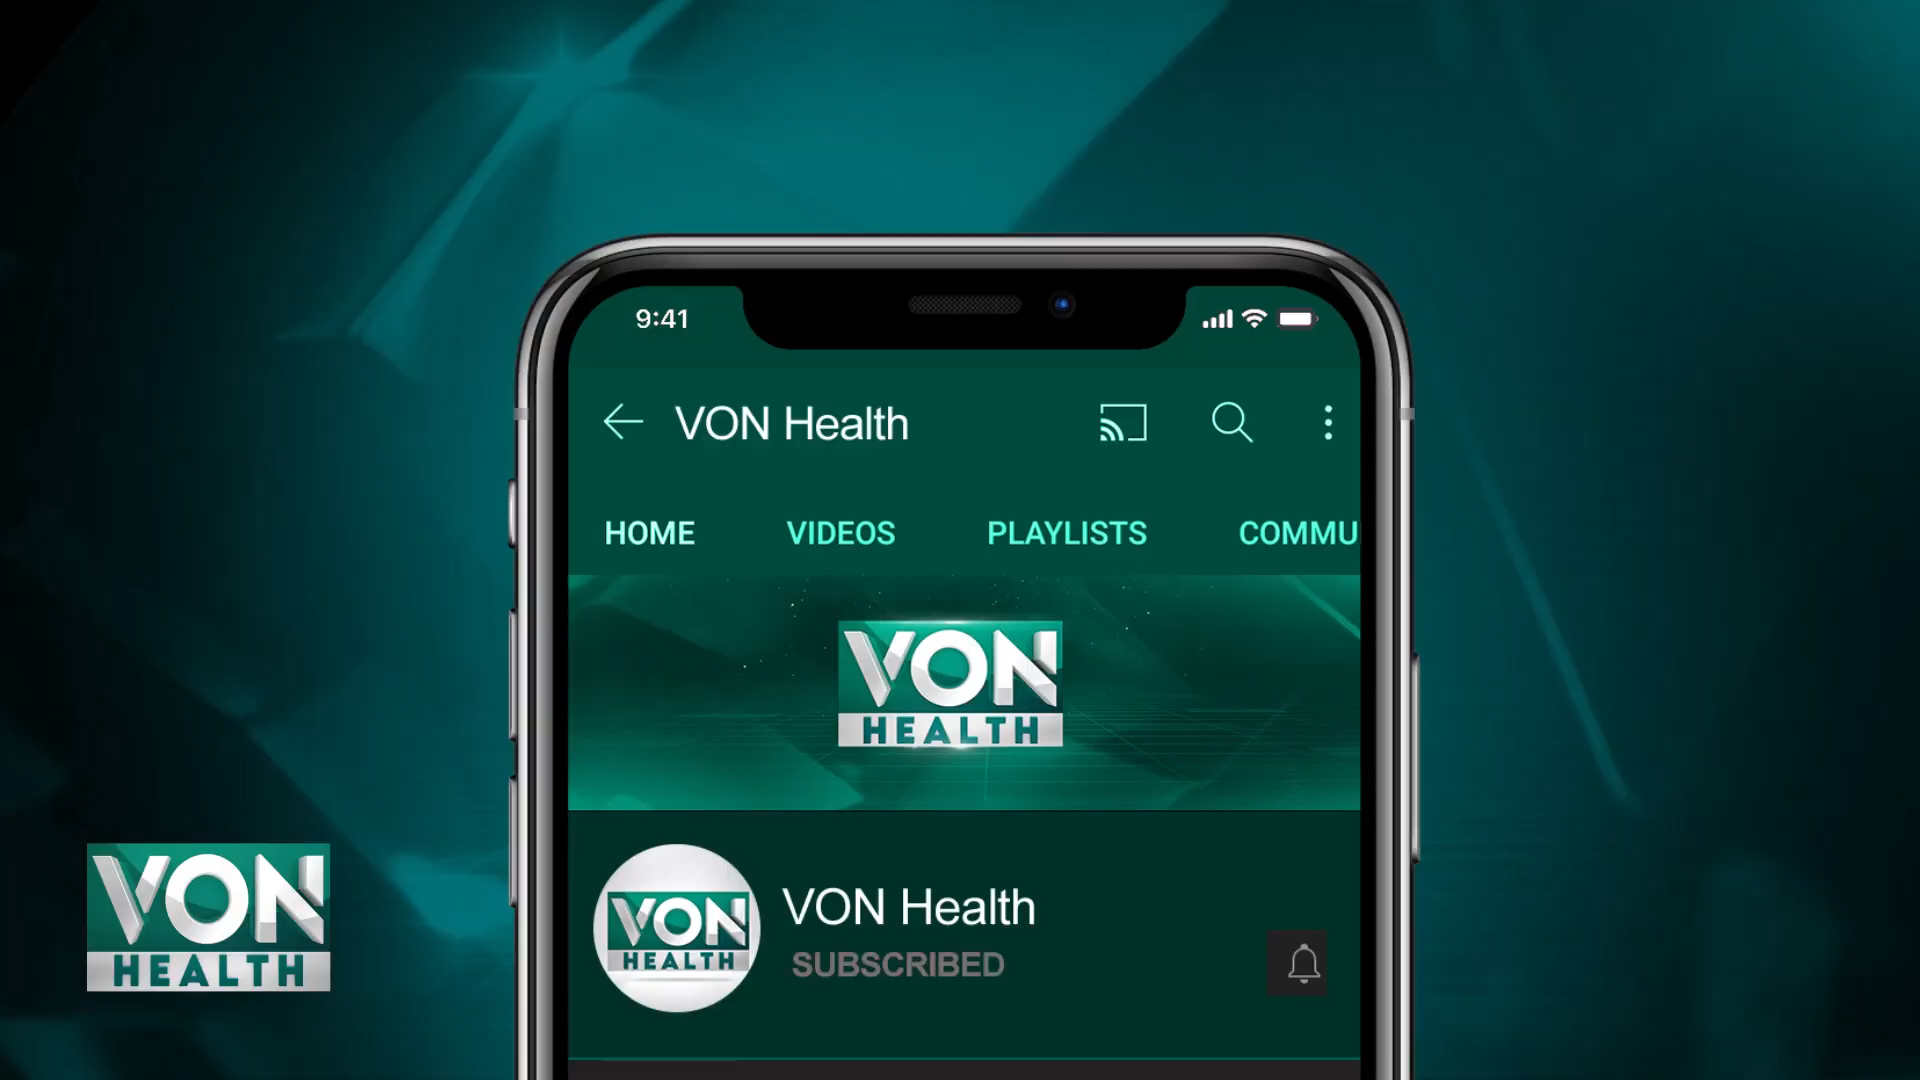 9:41
VON Health
HOME VIDEOS PLAYLISTS COMMU
VON
HEALTH
VON
HEALTH
VON
HEALTH
VON Health
SUBSCRIBED